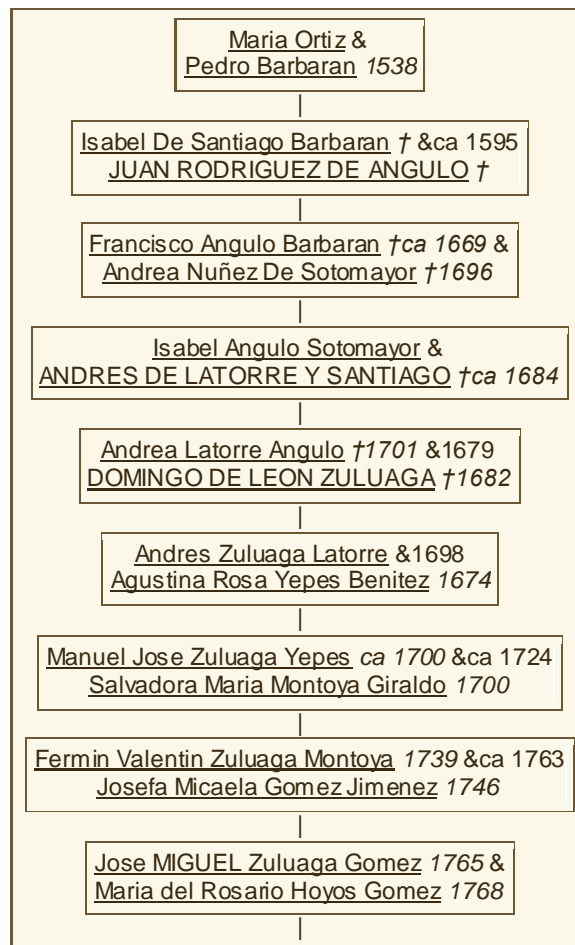 Maria Ortiz &
Pedro Barbaran 1538
Isabel De Santiago Barbaran † &ca 1595
JUAN RODRIGUEZ DE ANGULO †
Francisco Angulo Barbaran †ca 1669 &
Andrea Nuñez De Sotomayor †1696
Isabel Angulo Sotomayor &
ANDRES DE LATORRE Y SANTIAGO †ca 1684
Andrea Latorre Angulo †1701 &1679
DOMINGO DE LEON ZULUAGA †1682
Andres Zuluaga Latorre &1698
Agustina Rosa Yepes Benitez 1674
Manuel Jose Zuluaga Yepes ca 1700 &ca 1724
Salvadora Maria Montoya Giraldo 1700
Fermin Valentin Zuluaga Montoya 1739 &ca 1763
Josefa Micaela Gomez Jimenez 1746
Jose MIGUEL Zuluaga Gomez 1765 &
Maria del Rosario Hoyos Gomez 1768